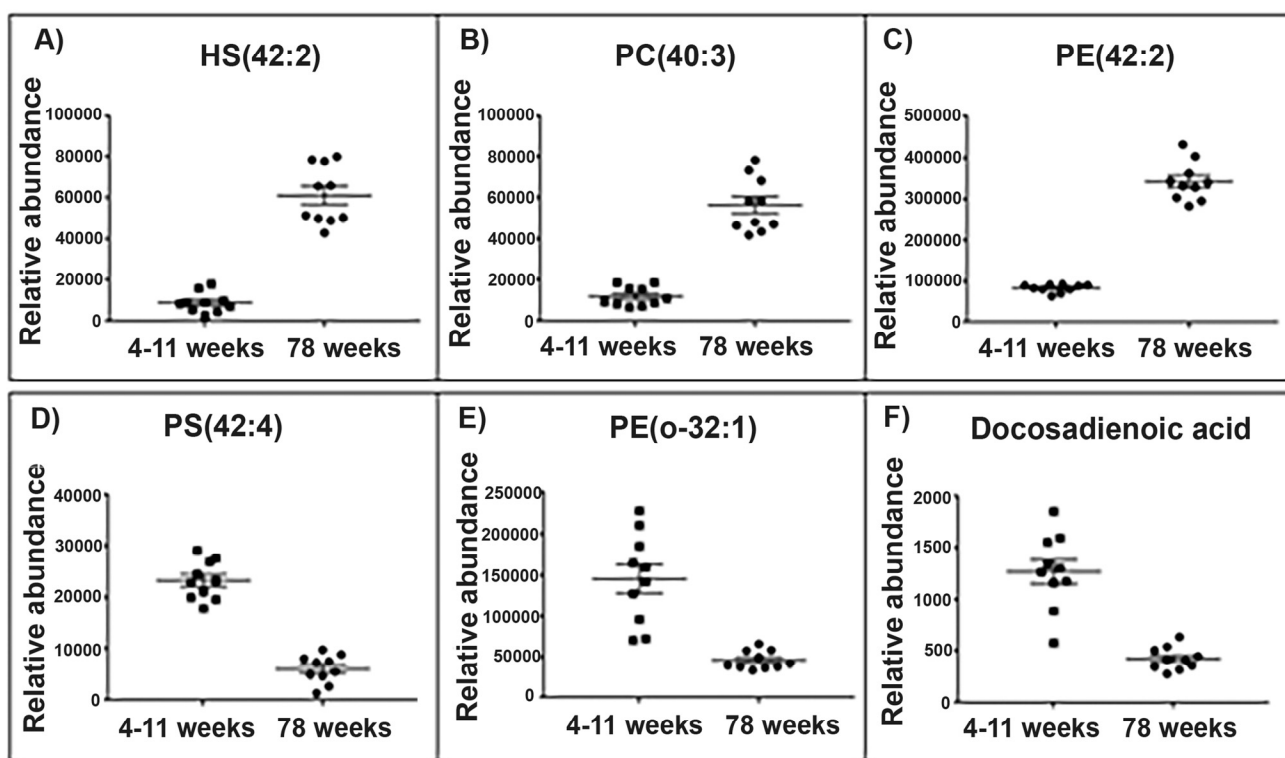 A)
HS(42:2)
Relative abundance
100000
80000
60000
40000
20000
0
4-11 weeks 78 weeks
B)
PC(40:3)
Relative abundance
100000
80000
60000
40000
20000
0
4-11 weeks 78 weeks
C)
PE(42:2)
Relative abundance
500000
400000
300000
200000
100000
0
4-11 weeks 78 weeks
D)
PS(42:4)
Relative abundance
40000
30000
20000
10000
0
4-11 weeks 78 weeks
E)
PE(o-32:1)
Relative abundance
250000
200000
150000
100000
50000
0
4-11 weeks 78 weeks
F)
Docosadienoic acid
Relative abundance
2000
1500
1000
500
0
4-11 weeks 78 weeks